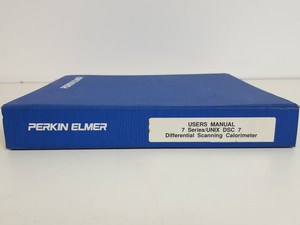 PERKIN ELMER
USERS MANUAL
7 Series/UNIX DSC 7
Differential Scanning Calorimeter